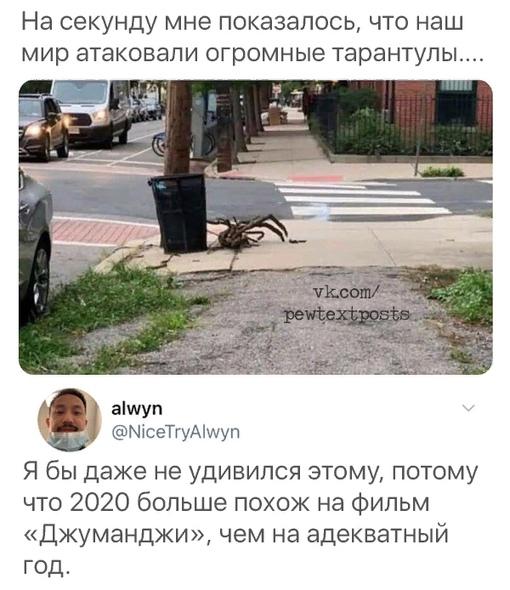 На секунду мне показалось, что наш
мир атаковали огромные тарантулы....
vk.com/
pewtextposts
alwyn
@NiceTryAlwyn
Я бы даже не удивился этому, потому
что 2020 больше похож на фильм
«Джуманджи», чем на адекватный
год.